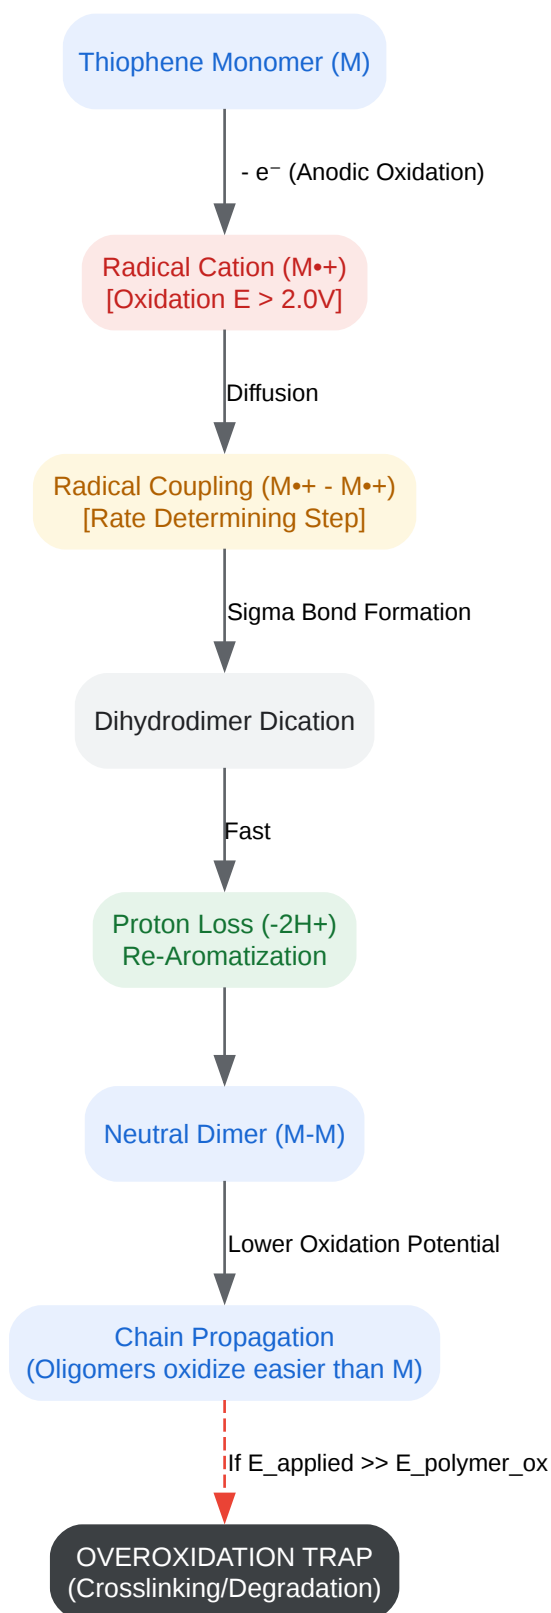 Thiophene Monomer (M)
- e⁻ (Anodic Oxidation)
Radical Cation (M•+)
[Oxidation E > 2.0V]
Diffusion
Radical Coupling (M•+ - M•+)
[Rate Determining Step]
Sigma Bond Formation
Dihydrodimer Dication
Fast
Proton Loss (-2H+)
Re-Aromatization
Neutral Dimer (M-M)
Lower Oxidation Potential
Chain Propagation
(Oligomers oxidize easier than M)
If E_applied >> E_polymer_ox
OVEROXIDATION TRAP
(Crosslinking/Degradation)